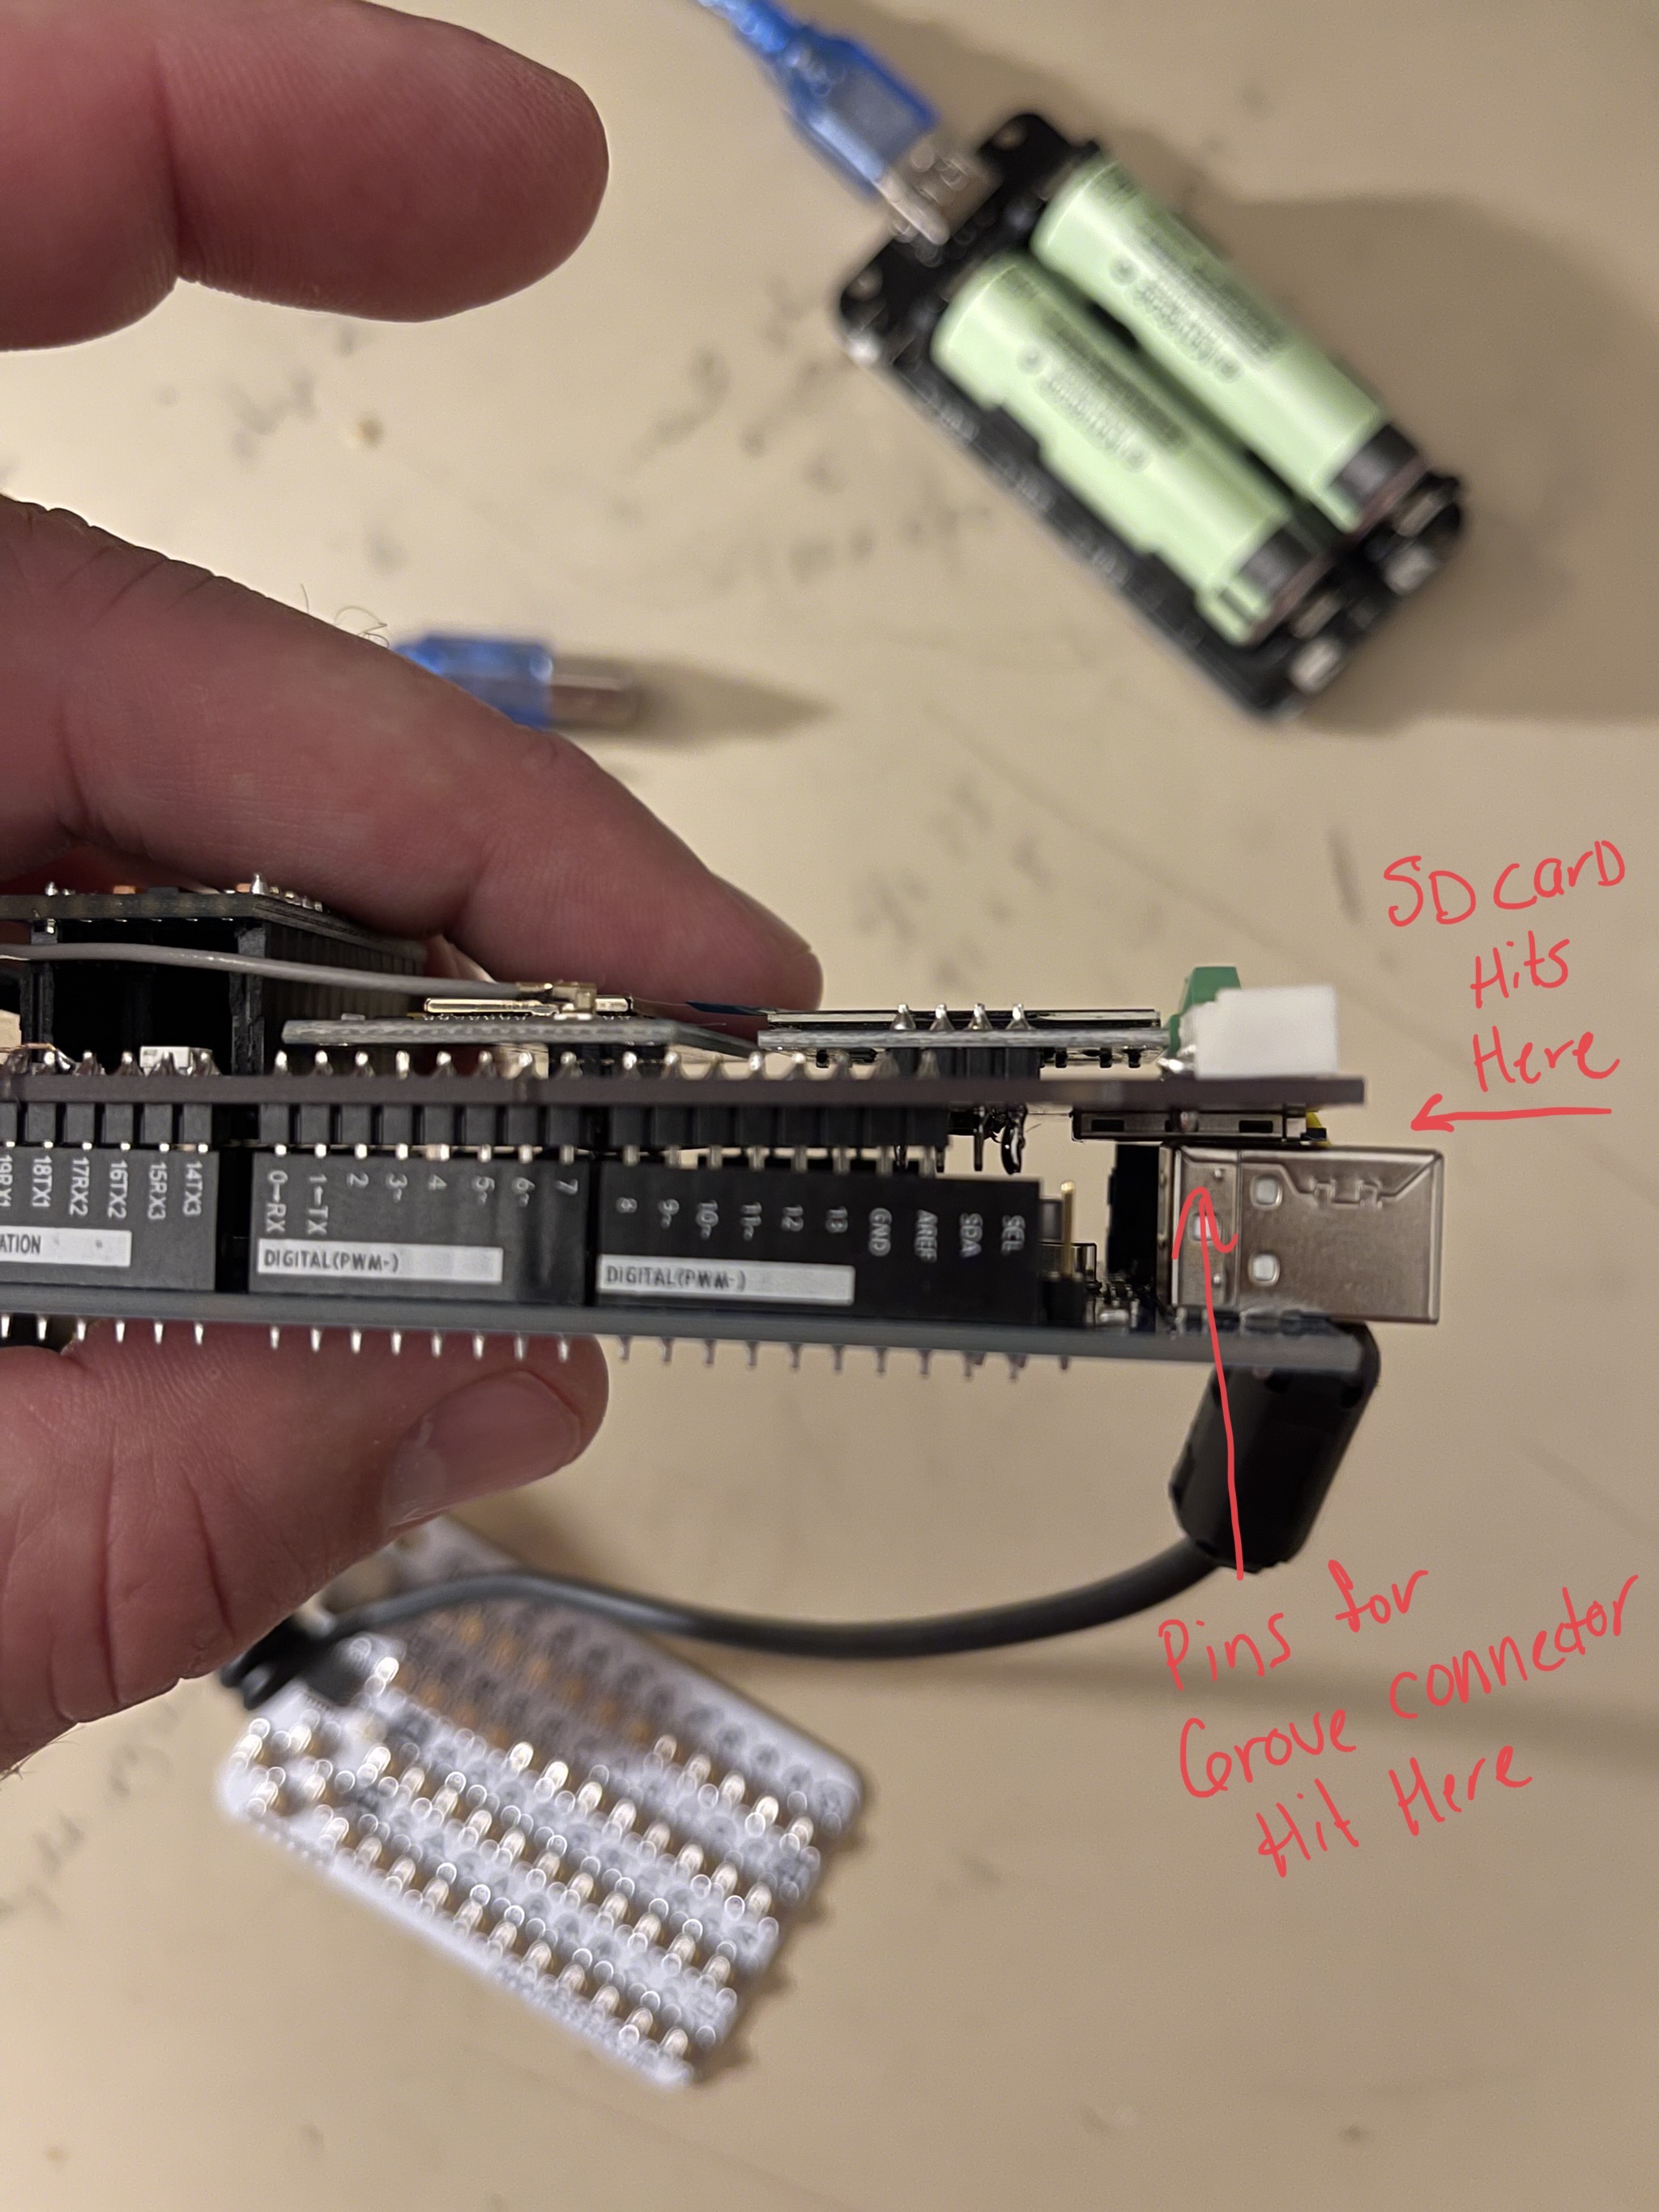 SD carD
Hits
Here
19RX1
18TX1
17RX2
16TX2
15RX3
14TX3
0←RX
1→TX
2
3~
4
5~
6~
7
8
9~
10~
11~
12
13
GND
AREF
SDA
SCL
ATION
DIGITAL(PWM~)
DIGITAL(PWM~)
Pins for
Grove connector
Hit Here